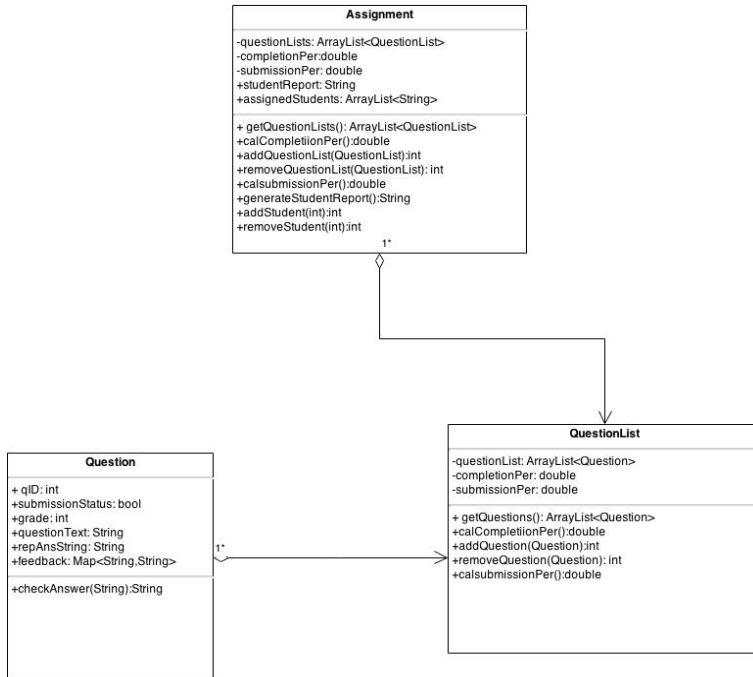 Assignment
-questionLists: ArrayList<QuestionList>
-completionPer:double
-submissionPer: double
+studentReport: String
+assignedStudents: ArrayList<String>
+ getQuestionLists(): ArrayList<QuestionList>
+calCompletiionPer():double
+addQuestionList(QuestionList):int
+removeQuestionList(QuestionList): int
+calsubmissionPer():double
+generateStudentReport():String
+addStudent(int):int
+removeStudent(int):int
1*
Question
+ qID: int
+submissionStatus: bool
+grade: int
+questionText: String
+repAnsString: String
+feedback: Map<String,String>
+checkAnswer(String):String
1*
QuestionList
-questionList: ArrayList<Question>
-completionPer: double
-submissionPer: double
+ getQuestions(): ArrayList<Question>
+calCompletiionPer():double
+addQuestion(Question):int
+removeQuestion(Question): int
+calsubmissionPer():double